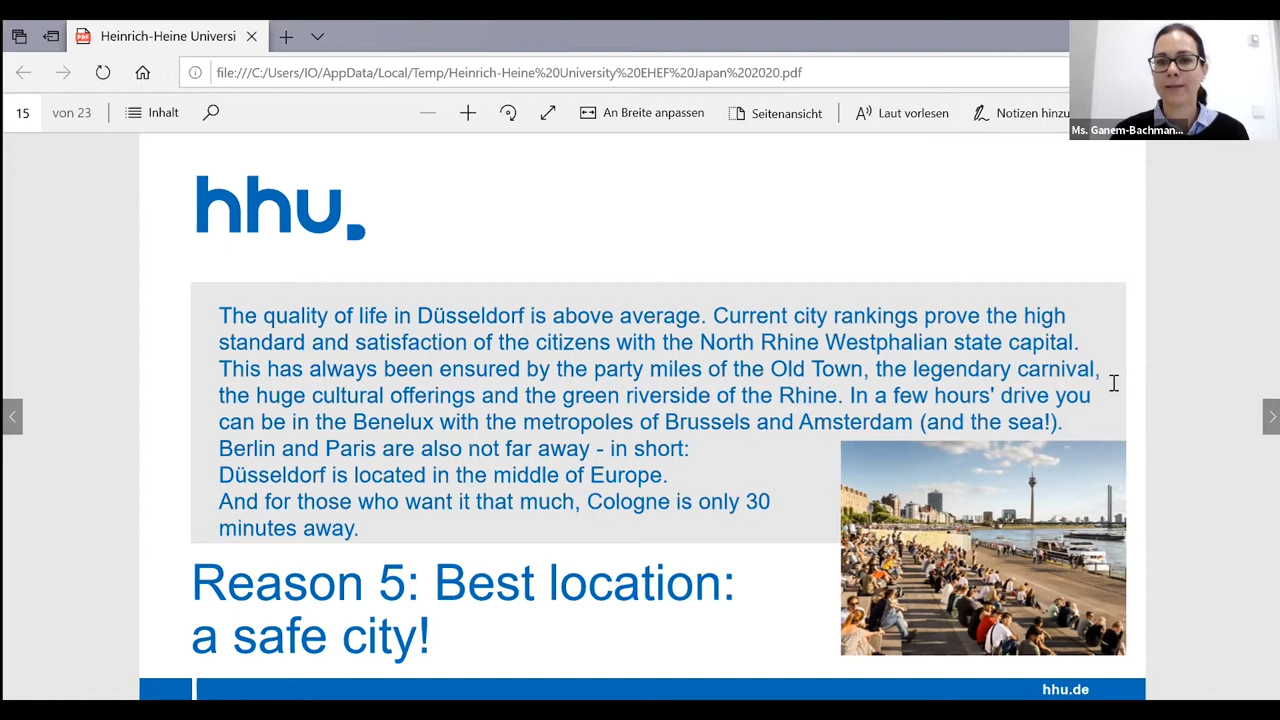 Heinrich-Heine Universi
file:///C:/Users/IO/AppData/Local/Temp/Heinrich-Heine%20University%20EHEF%20Japan%202020.pdf
15 von 23 Inhalt An Breite anpassen Seitenansicht Laut vorlesen Notizen hinzu
Ms. Ganem-Bachman...
hhu.
The quality of life in Düsseldorf is above average. Current city rankings prove the high
standard and satisfaction of the citizens with the North Rhine Westphalian state capital.
This has always been ensured by the party miles of the Old Town, the legendary carnival,
the huge cultural offerings and the green riverside of the Rhine. In a few hours' drive you
can be in the Benelux with the metropoles of Brussels and Amsterdam (and the sea!).
Berlin and Paris are also not far away - in short:
Düsseldorf is located in the middle of Europe.
And for those who want it that much, Cologne is only 30
minutes away.
Reason 5: Best location:
a safe city!
hhu.de